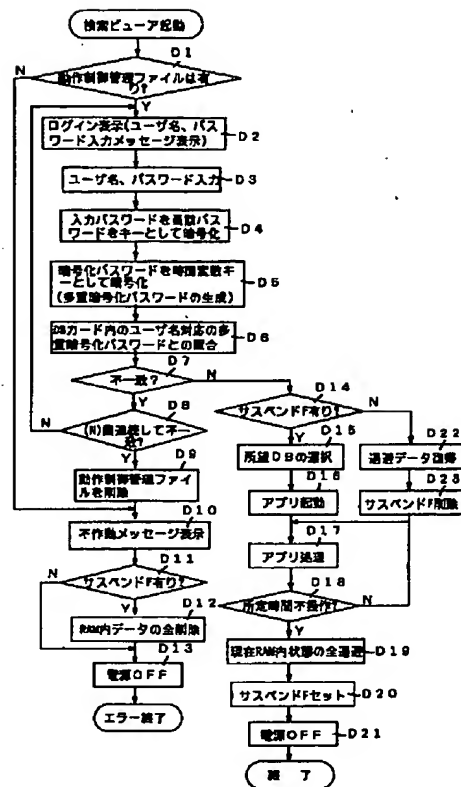 検索ビューア起動
D1
N
動作制御管理ファイルは有
り?
Y
ログイン表示(ユーザ名、パス
ワード入力メッセージ表示)
D2
ユーザ名、パスワード入力
D3
入力パスワードを
パス
ワードをキーとして暗号化
D4
暗号化パスワードを時間変数キ
ーとして暗号化
(多重暗号化パスワードの生成)
D5
DBカード内のユーザ名対応の多
重暗号化パスワードとの照合
D6
D7
不一致?
N
Y
D8
(N)回連続して不一
致?
N
Y
D9
動作制御管理ファイ
ルを削除
D10
不作動メッセージ表示
D11
N
サスペンドF有り?
Y
D12
RAM内データの全削除
D13
電源OFF
エラー終了
D14
サスペンドF有り?
N
Y
D15
所望DBの選択
D16
アプリ起動
D17
アプリ処理
D18
所定時間不操作?
N
Y
現在RAM内状態の全退避
D19
サスペンドFセット
D20
電源OFF
D21
終 了
D22
退避データ復帰
D23
サスペンドF削除